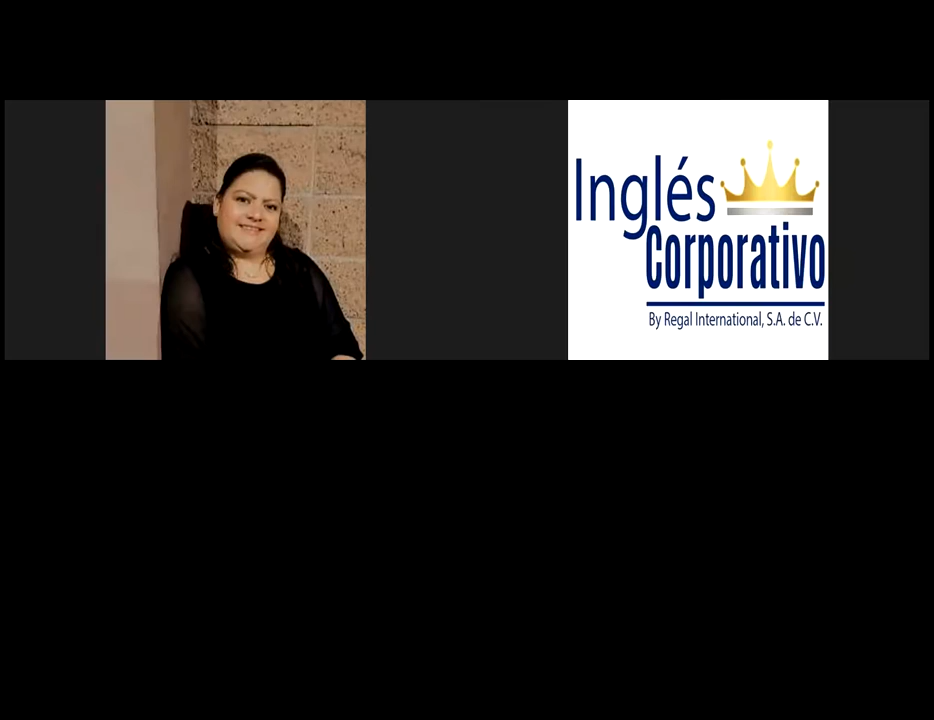 Inglés
Corporativo
By Regal International, S.A. de C.V.